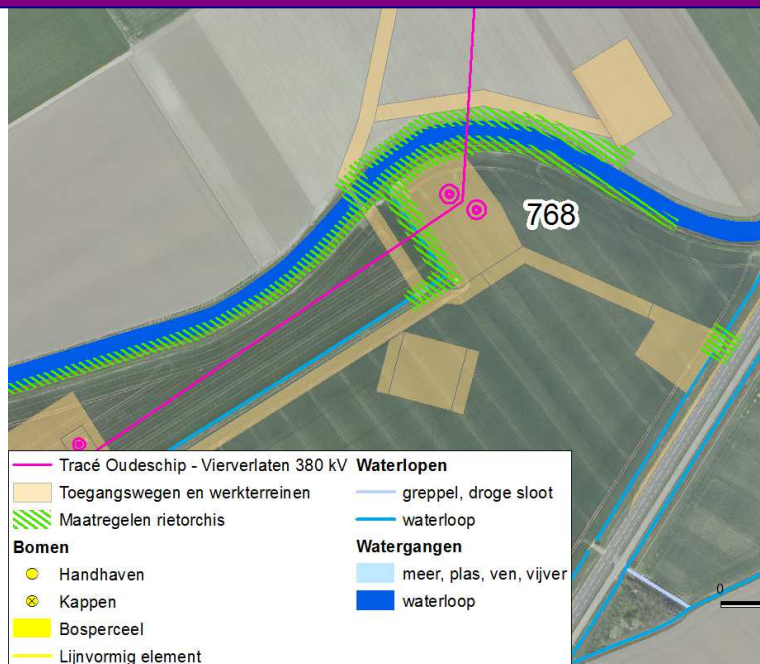 768
Tracé Oudeschip - Vierverlaten 380 kV
Toegangswegen en werkterreinen
Maatregelen rietorchis
Bomen
Handhaven
Kappen
Bosperceel
Lijnvormig element
Waterlopen
greppel, droge sloot
waterloop
Watergangen
meer, plas, ven, vijver
waterloop
0